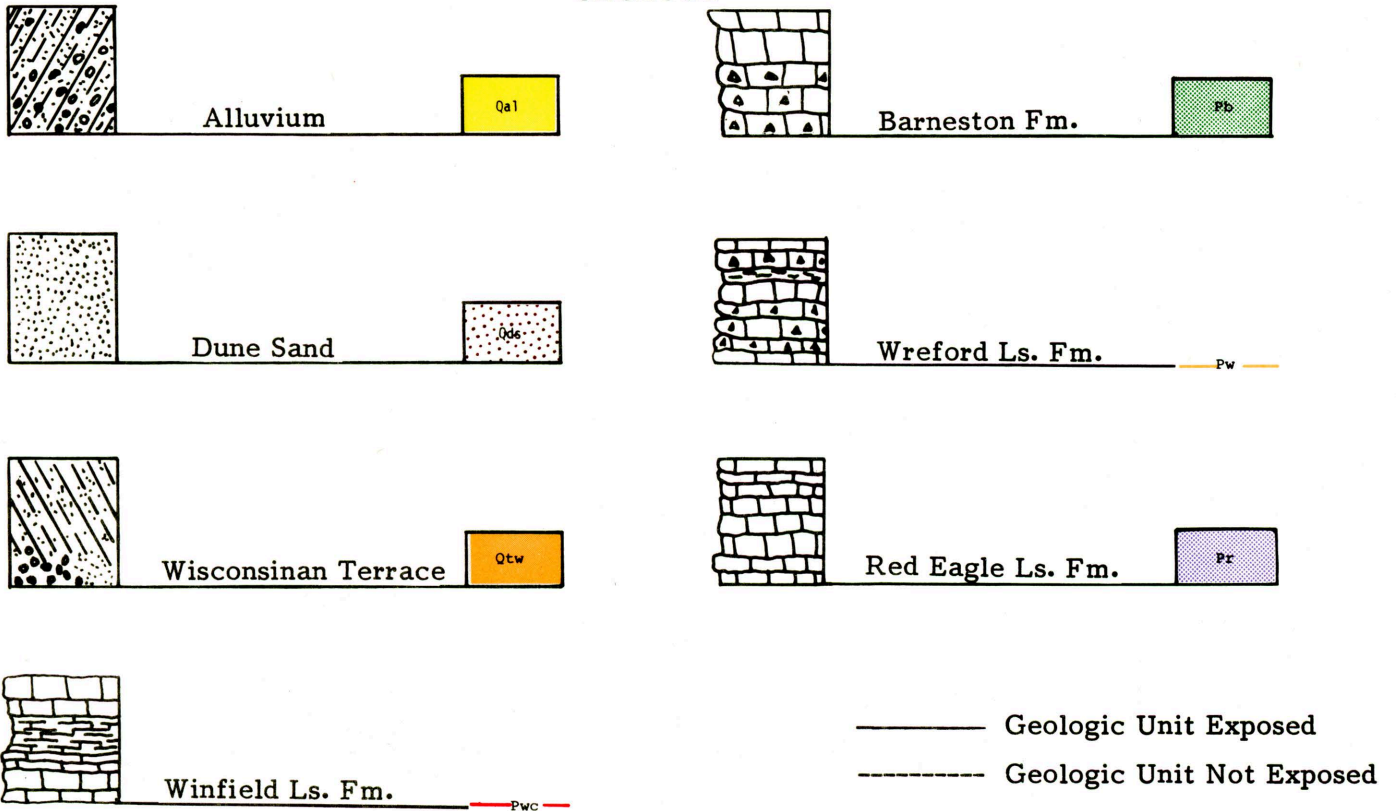 Alluvium
Qal
Dune Sand
Qds
Wisconsinan Terrace
Qtw
Winfield Ls. Fm.
Pwc
Barneston Fm.
Pb
Wreford Ls. Fm.
Pw
Red Eagle Ls. Fm.
Pr
Geologic Unit Exposed
Geologic Unit Not Exposed